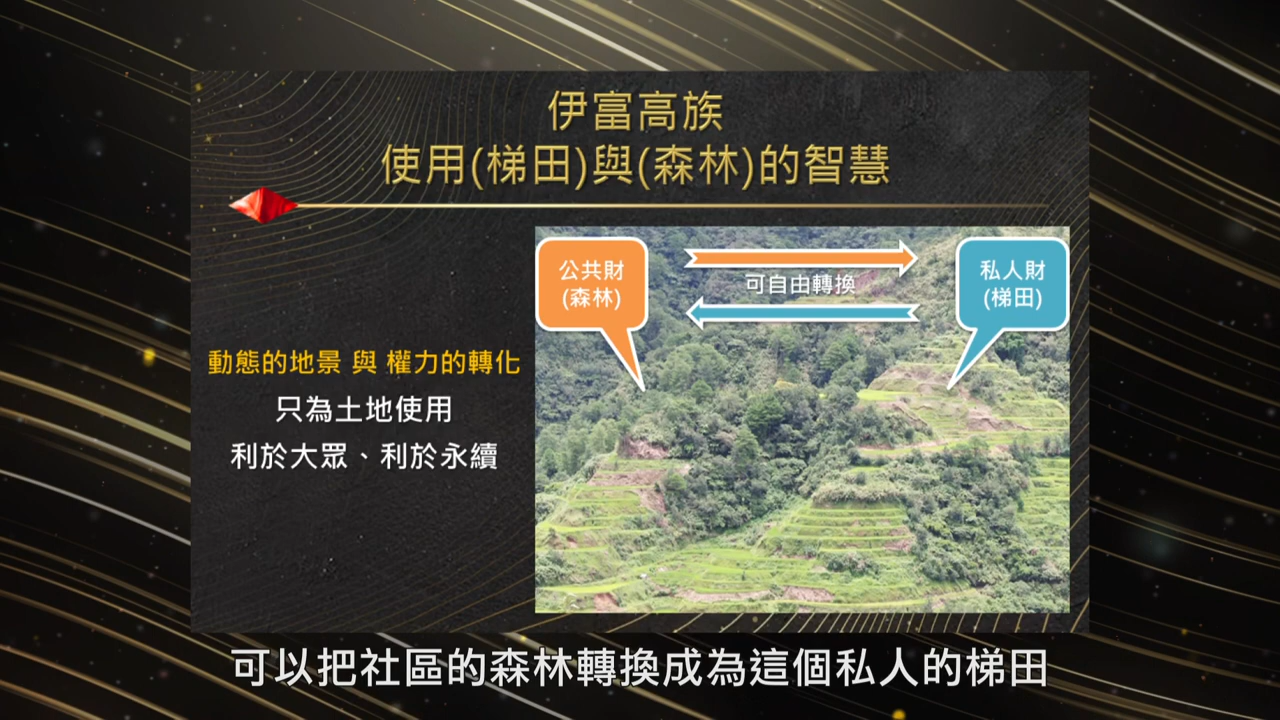 伊富高族
使用(梯田)與(森林)的智慧
公共財
(森林)
可自由轉換
私人財
(梯田)
動態的地景 與 權力的轉化
只為土地使用
利於大眾、利於永續
可以把社區的森林轉換成為這個私人的梯田